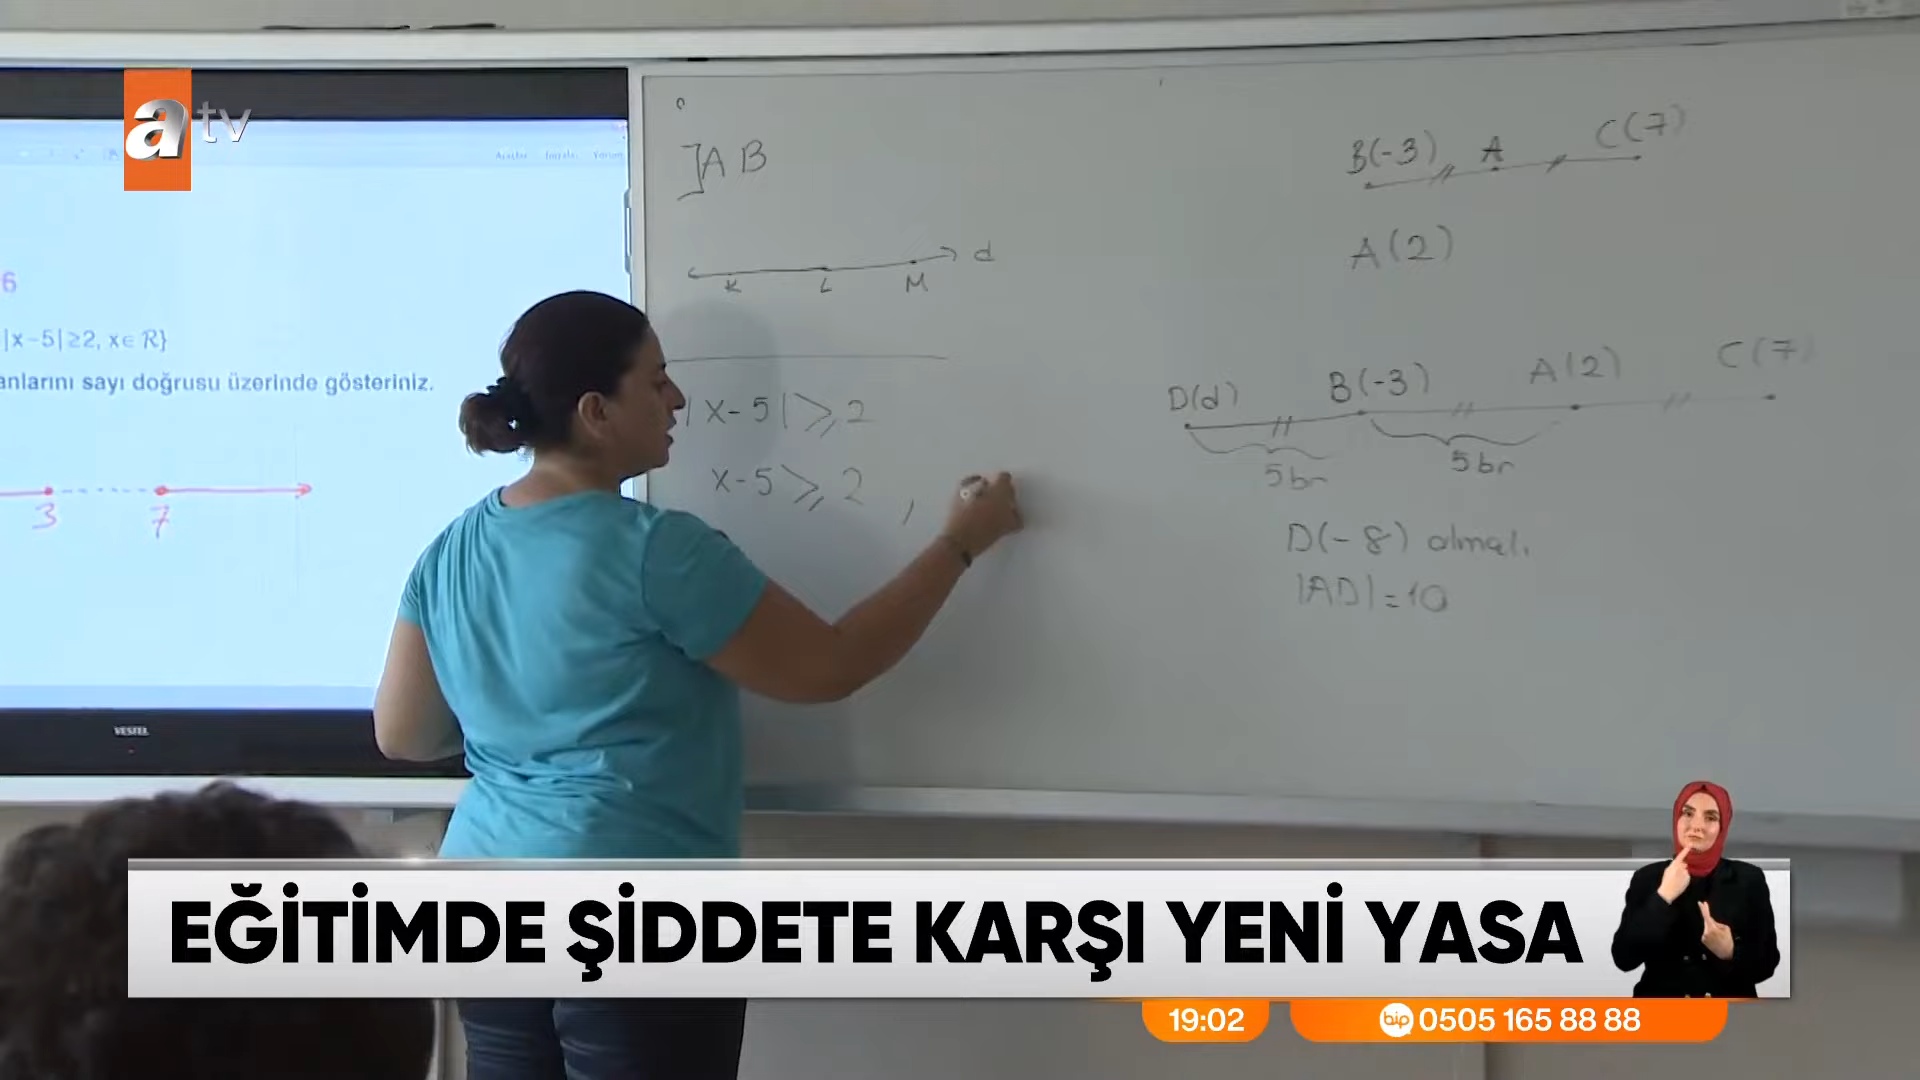 atv
6
|x-5|≥2, x∈ R}
anlarını sayı doğrusu üzerinde gösteriniz.
3 7
VESTEL
]AB
K L M d
|x-5|≥2
x-5≥2 ,
B(-3) A C(7)
A(2)
D(d) B(-3) A(2) C(7)
5br 5br
D(-8) olmalı.
|AD|=10
EĞİTİMDE ŞİDDETE KARŞI YENİ YASA
19:02 bip 0505 165 88 88